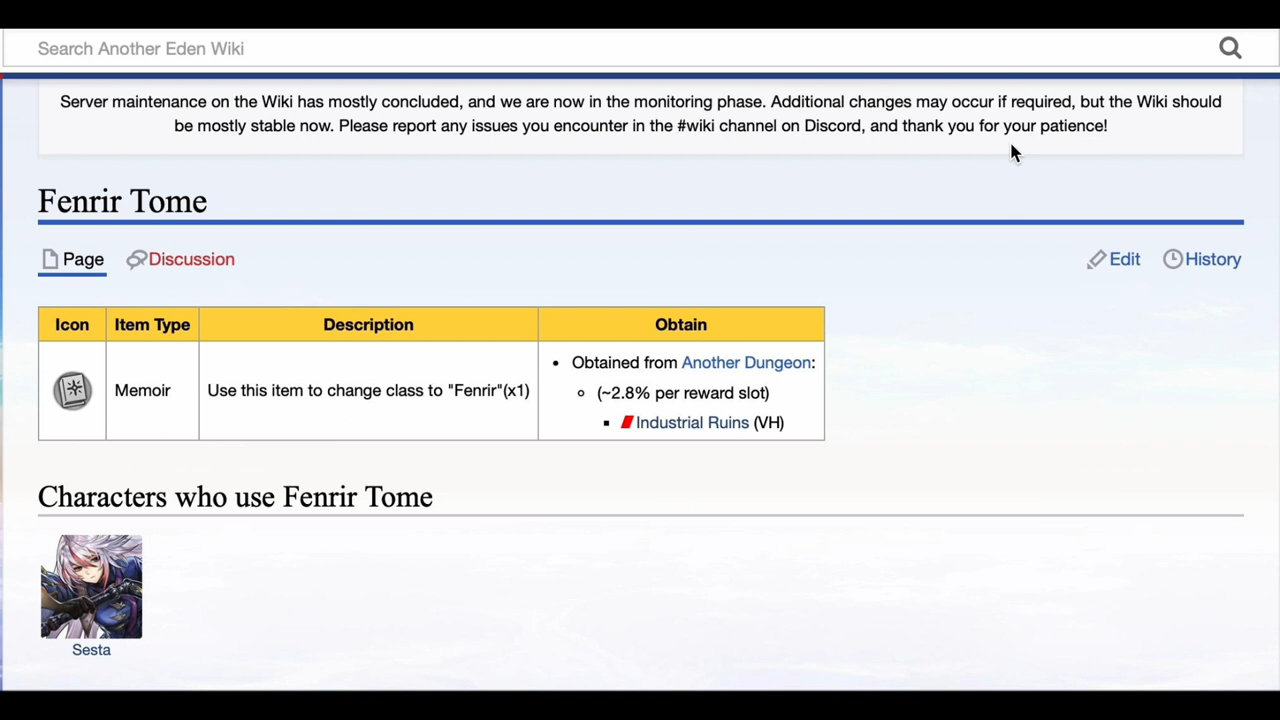 Search Another Eden Wiki
Server maintenance on the Wiki has mostly concluded, and we are now in the monitoring phase. Additional changes may occur if required, but the Wiki should
be mostly stable now. Please report any issues you encounter in the #wiki channel on Discord, and thank you for your patience!
Fenrir Tome
Page Discussion Edit History
Icon Item Type Description Obtain
Obtained from Another Dungeon:
Memoir Use this item to change class to "Fenrir"(x1)
(~2.8% per reward slot)
Industrial Ruins (VH)
Characters who use Fenrir Tome
Sesta